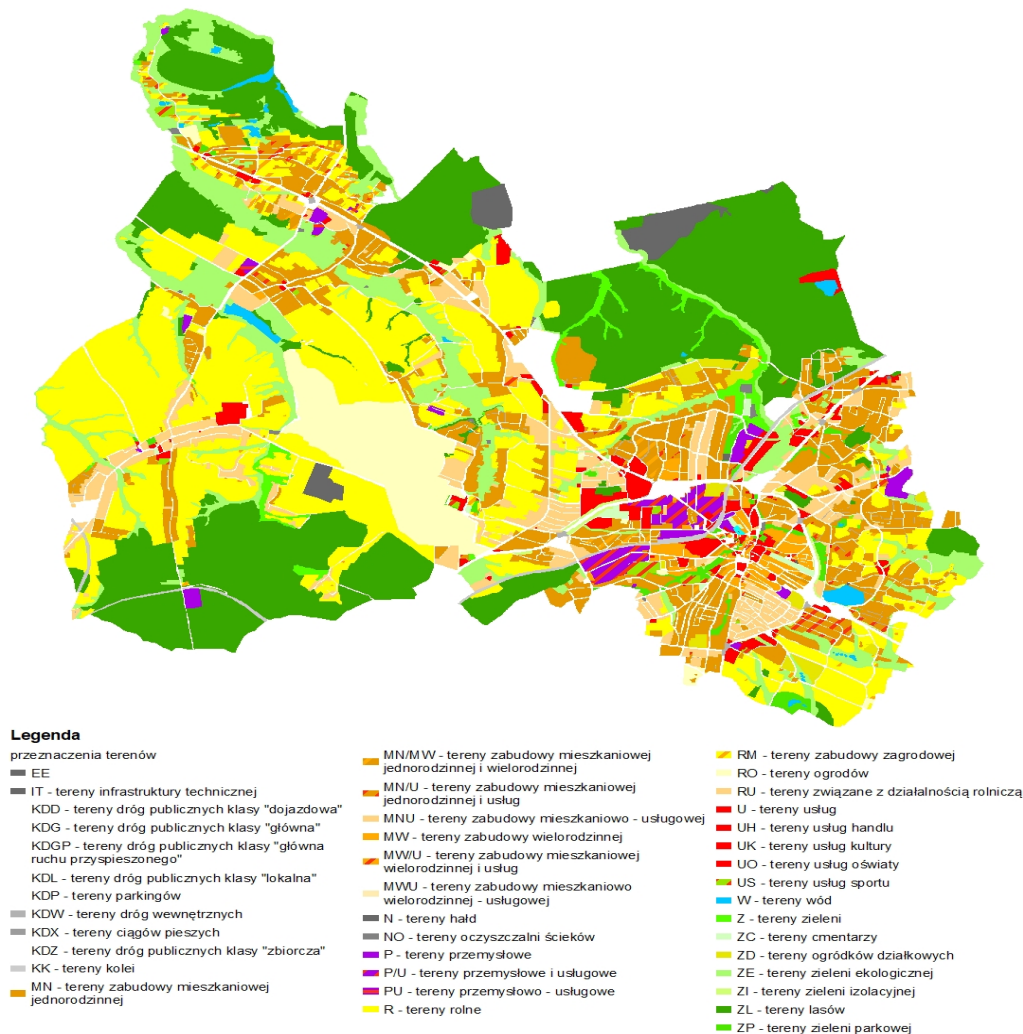 Legenda
przeznaczenia terenów
EE
IT - tereny infrastruktury technicznej
KDD - tereny dróg publicznych klasy "dojazdowa"
KDG - tereny dróg publicznych klasy "główna"
KDGP - tereny dróg publicznych klasy "główna
ruchu przyspieszonego"
KDL - tereny dróg publicznych klasy "lokalna"
KDP - tereny parkingów
KDW - tereny dróg wewnętrznych
KDX - tereny ciągów pieszych
KDZ - tereny dróg publicznych klasy "zbiorcza"
KK - tereny kolei
MN - tereny zabudowy mieszkaniowej
jednorodzinnej
MN/MW - tereny zabudowy mieszkaniowej
jednorodzinnej i wielorodzinnej
MN/U - tereny zabudowy mieszkaniowej
jednorodzinnej i usług
MNU - tereny zabudowy mieszkaniowo - usługowej
MW - tereny zabudowy wielorodzinnej
MW/U - tereny zabudowy mieszkaniowej
wielorodzinnej i usług
MWU - tereny zabudowy mieszkaniowo
wielorodzinnej - usługowej
N - tereny hałd
NO - tereny oczyszczalni ścieków
P - tereny przemysłowe
P/U - tereny przemysłowe i usługowe
PU - tereny przemysłowo - usługowe
R - tereny rolne
RM - tereny zabudowy zagrodowej
RO - tereny ogrodów
RU - tereny związane z działalnością rolniczą
U - tereny usług
UH - tereny usług handlu
UK - tereny usług kultury
UO - tereny usług oświaty
US - tereny usług sportu
W - tereny wód
Z - tereny zieleni
ZC - tereny cmentarzy
ZD - tereny ogródków działkowych
ZE - tereny zieleni ekologicznej
ZI - tereny zieleni izolacyjnej
ZL - tereny lasów
ZP - tereny zieleni parkowej